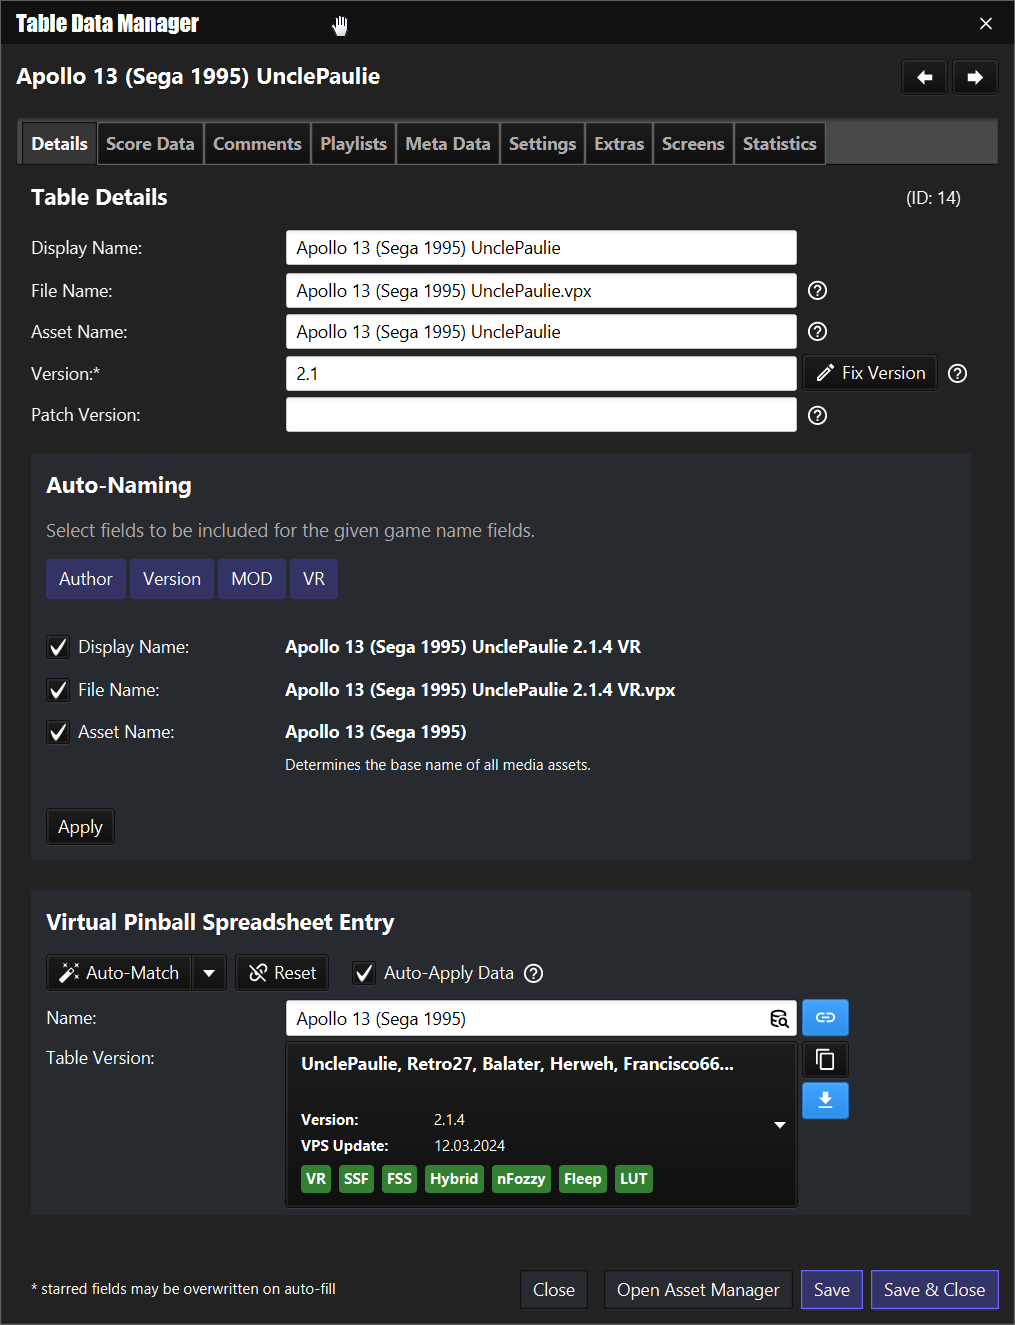 Table Data Manager
Apollo 13 (Sega 1995) UnclePaulie
Details Score Data Comments Playlists Meta Data Settings Extras Screens Statistics
Table Details (ID: 14)
Display Name: Apollo 13 (Sega 1995) UnclePaulie
File Name: Apollo 13 (Sega 1995) UnclePaulie.vpx
Asset Name: Apollo 13 (Sega 1995) UnclePaulie
Version:* 2.1 Fix Version
Patch Version:
Auto-Naming
Select fields to be included for the given game name fields.
Author Version MOD VR
Display Name: Apollo 13 (Sega 1995) UnclePaulie 2.1.4 VR
File Name: Apollo 13 (Sega 1995) UnclePaulie 2.1.4 VR.vpx
Asset Name: Apollo 13 (Sega 1995)
Determines the base name of all media assets.
Apply
Virtual Pinball Spreadsheet Entry
Auto-Match Reset Auto-Apply Data
Name: Apollo 13 (Sega 1995)
Table Version: UnclePaulie, Retro27, Balater, Herweh, Francisco66...
Version: 2.1.4
VPS Update: 12.03.2024
VR SSF FSS Hybrid nFozzy Fleep LUT
* starred fields may be overwritten on auto-fill Close Open Asset Manager Save Save & Close